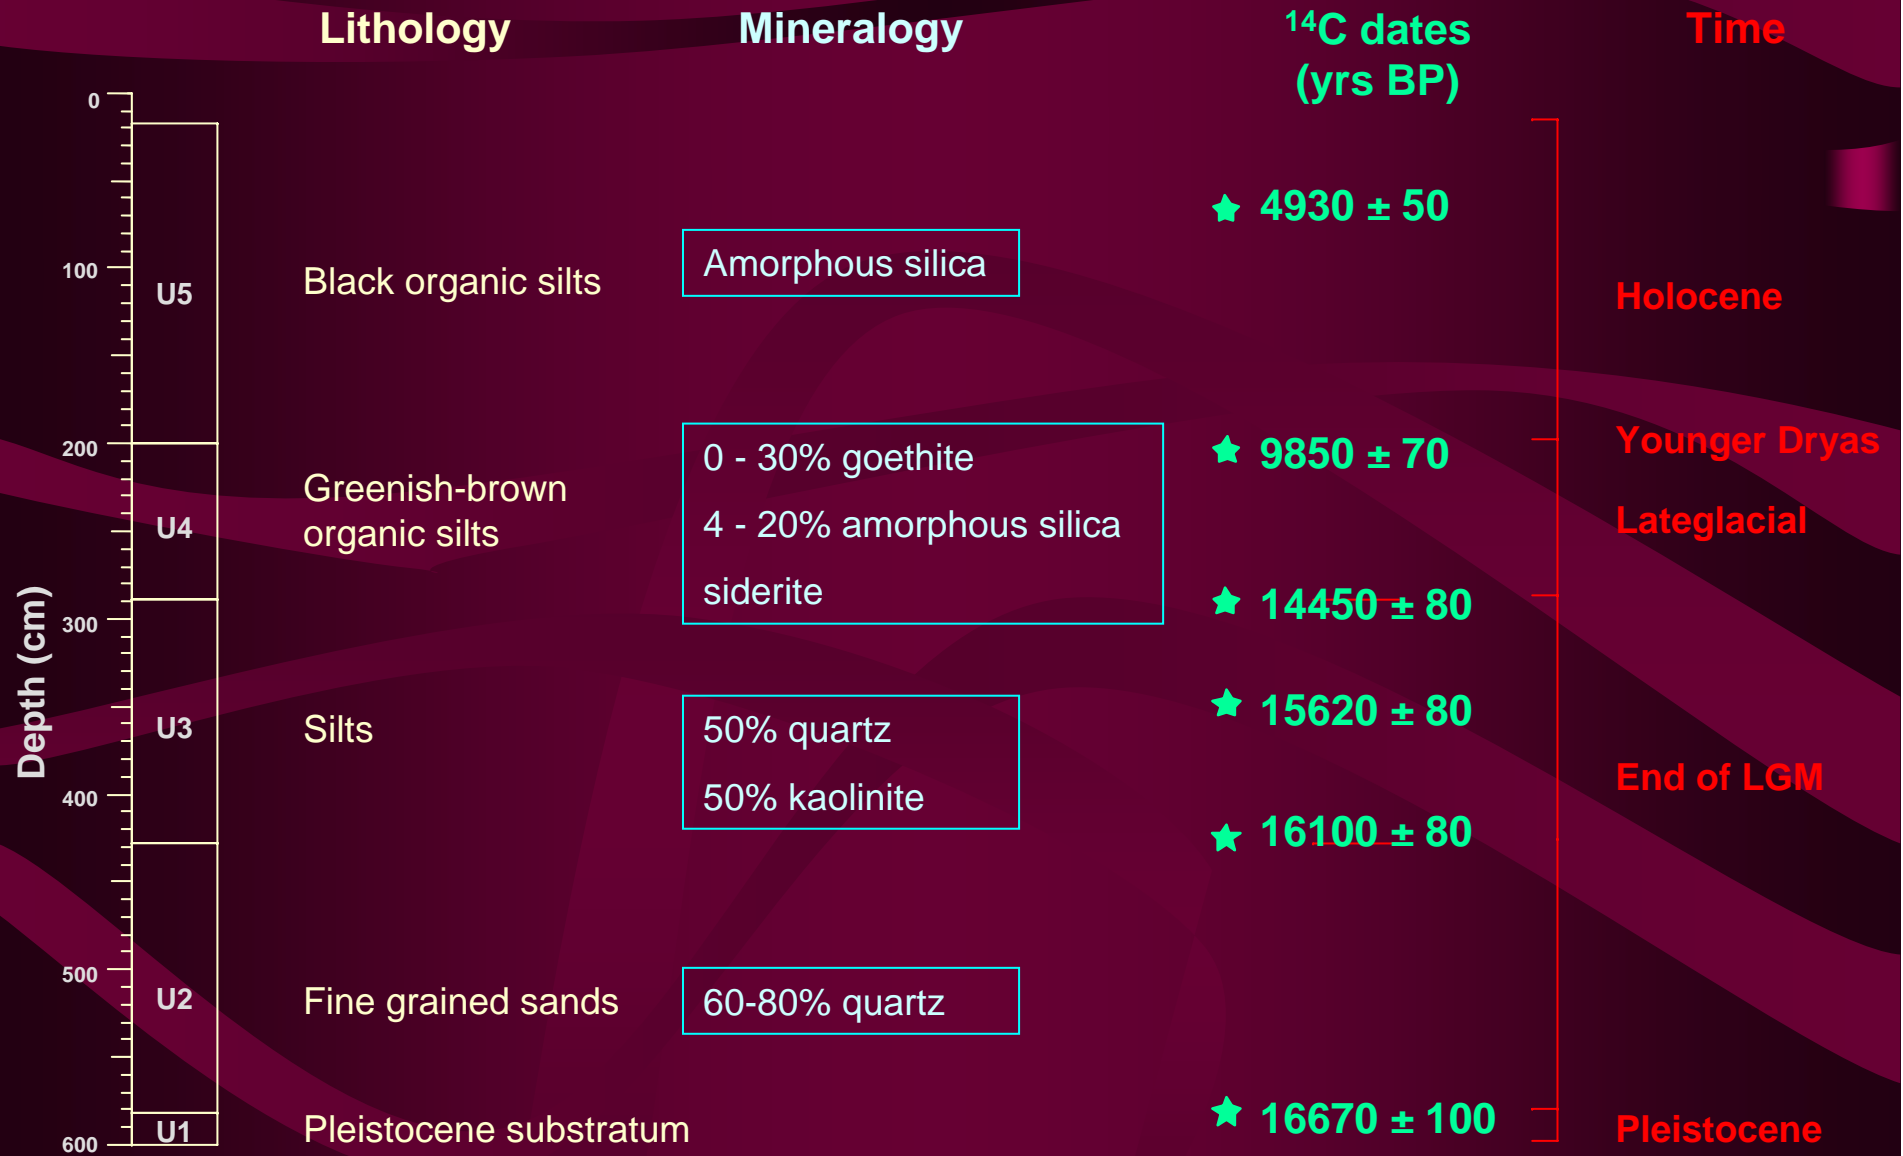 Lithology
Mineralogy
¹⁴C dates
(yrs BP)
Time
Depth (cm)
0
100
200
300
400
500
600
U5
Black organic silts
Amorphous silica
4930 ± 50
Holocene
U4
Greenish-brown
organic silts
0 - 30% goethite
4 - 20% amorphous silica
siderite
9850 ± 70
Younger Dryas
Lateglacial
14450 ± 80
U3
Silts
50% quartz
50% kaolinite
15620 ± 80
End of LGM
16100 ± 80
U2
Fine grained sands
60-80% quartz
U1
Pleistocene substratum
16670 ± 100
Pleistocene